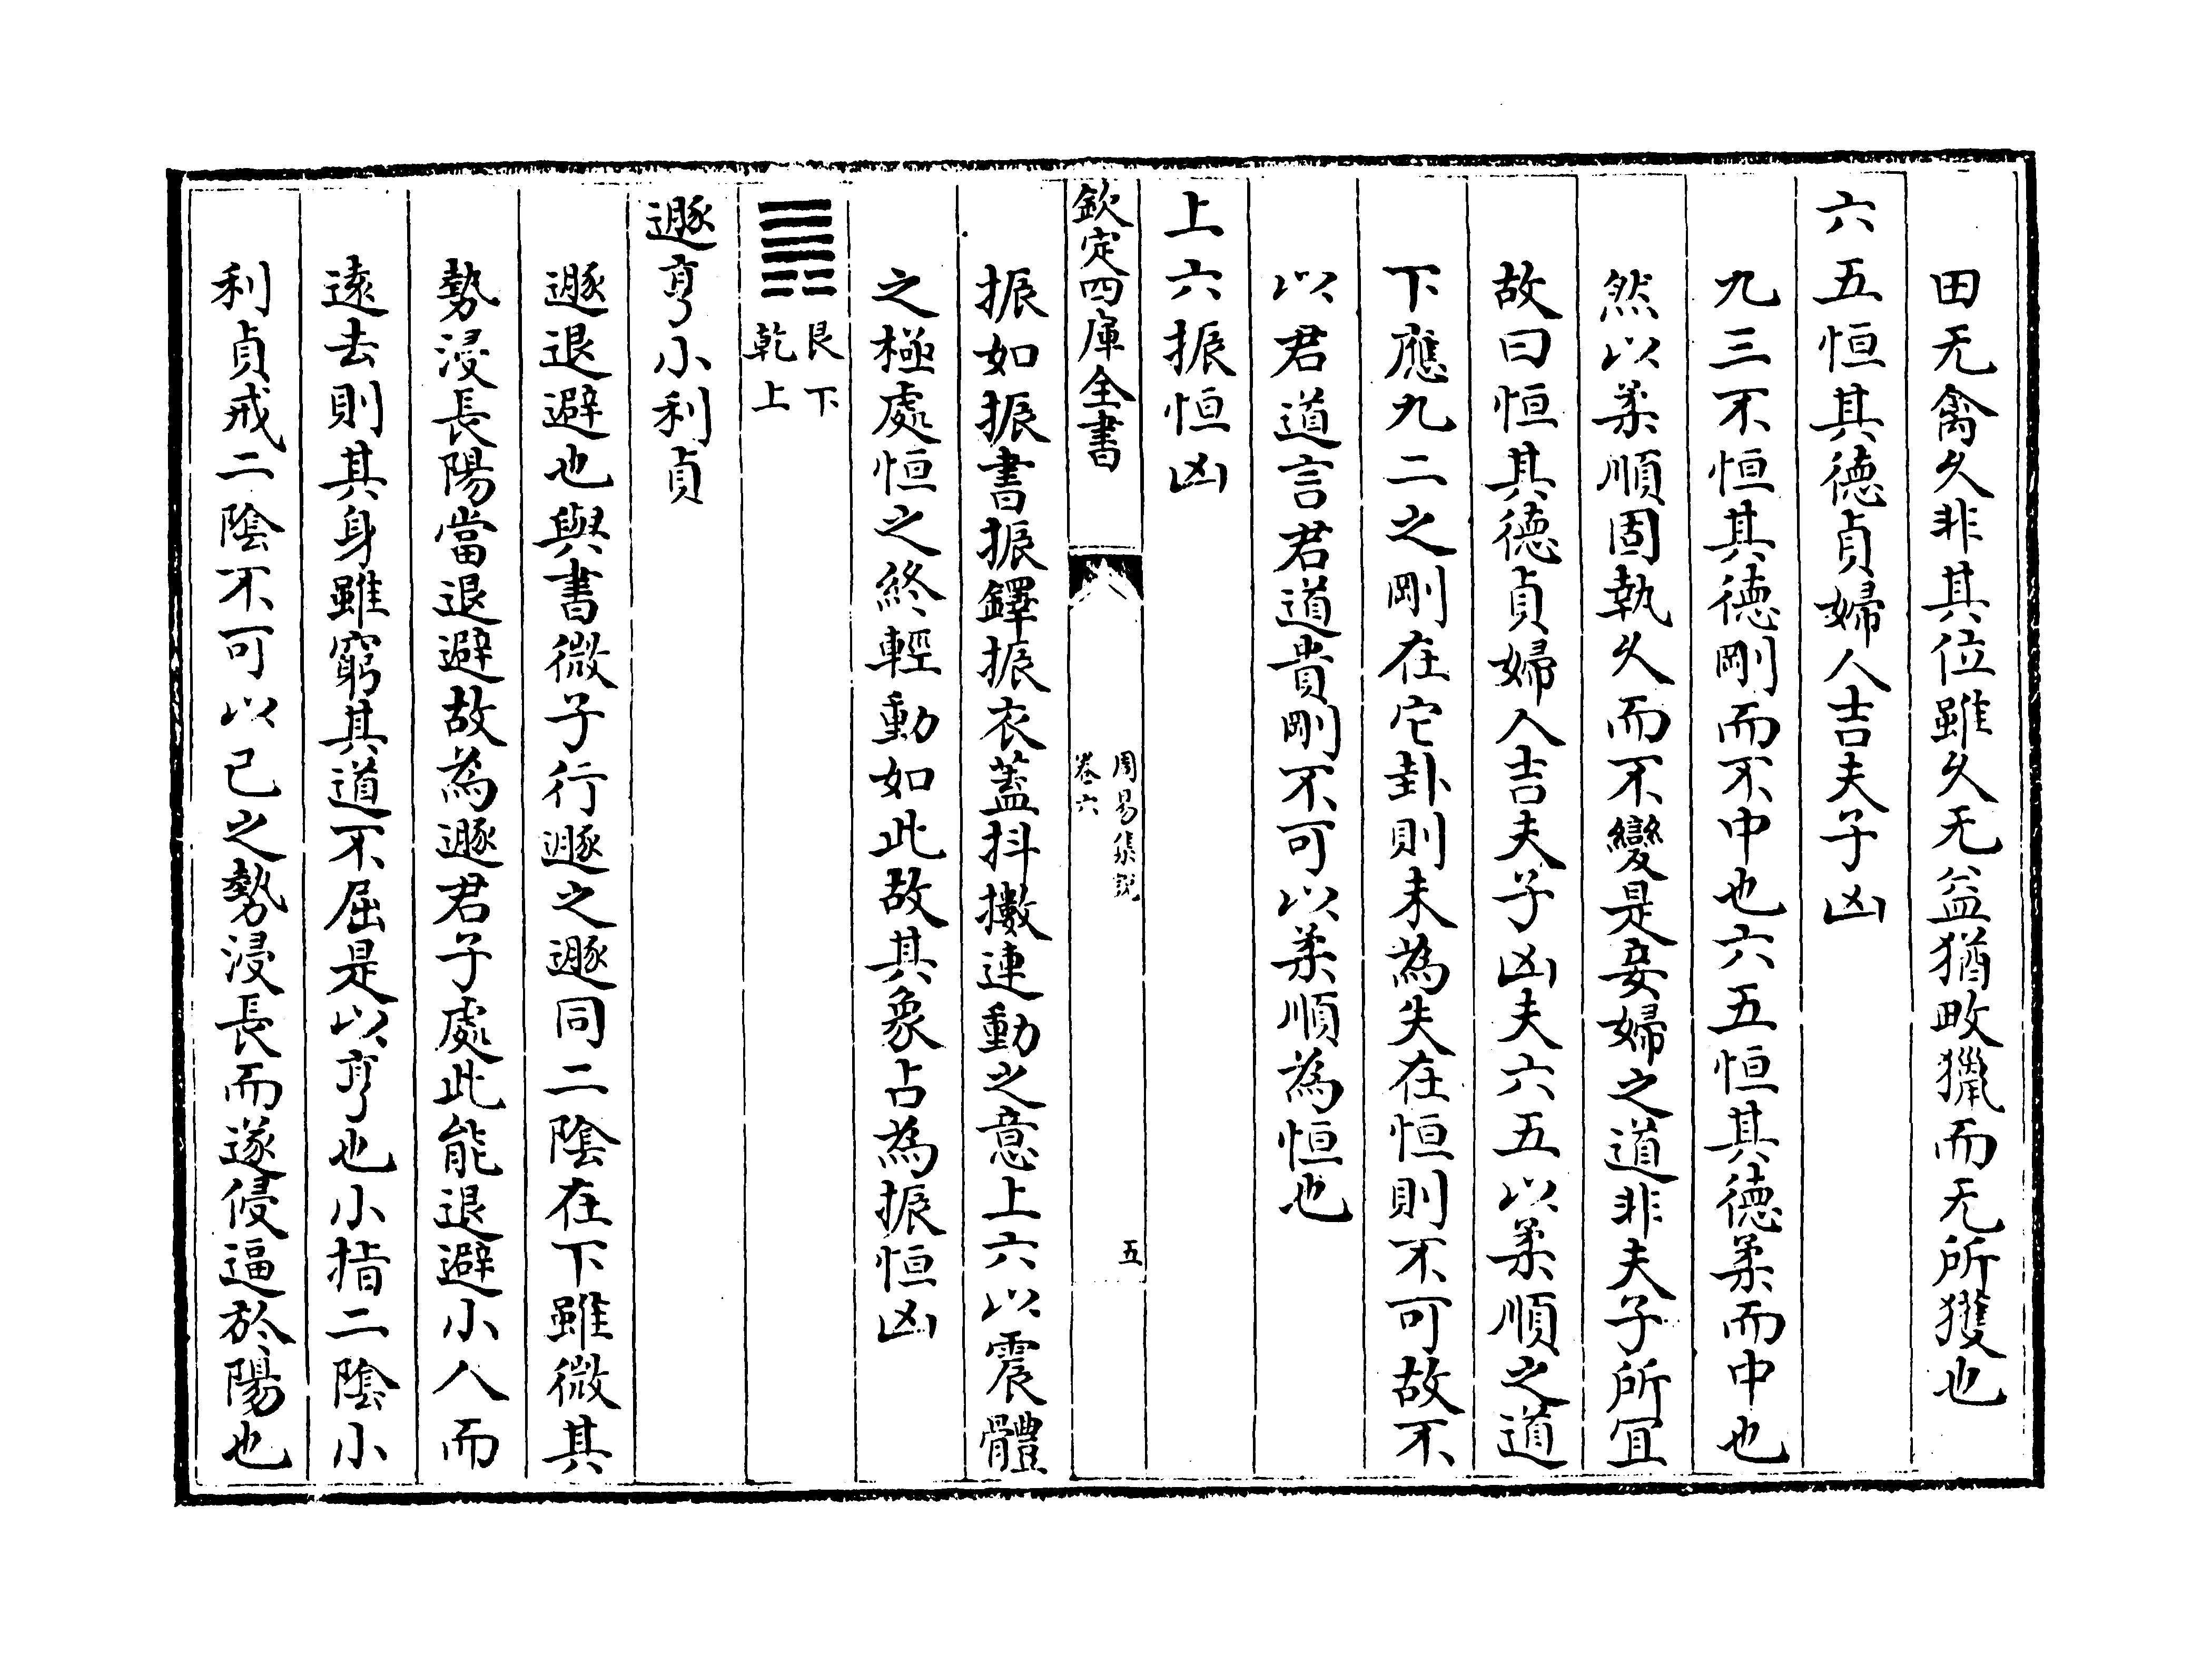 田无禽久非其位雖久无益猶畋獵而无所獲也
六五恒其德貞婦人吉夫子凶
九三不恒其德剛而不中也六五恒其德柔而中也
然以柔順固執久而不變是妾婦之道非夫子所宜
故曰恒其德貞婦人吉夫子凶夫六五以柔順之道
下應九二之剛在它卦則未為失在恒則不可故不
以君道言君道貴剛不可以柔順為恒也
上六振恒凶
欽定四庫全書
周易集説
卷六
五
振如振書振鐸振衣蓋抖擻連動之意上六以震體
之極處恒之終輕動如此故其象占為振恒凶
䷠
艮下
乾上
遯亨小利貞
遯退避也與書微子行遯之遯同二陰在下雖微其
勢浸長陽當退避故為遯君子處此能退避小人而
逺去則其身雖窮其道不屈是以亨也小指二陰小
利貞戒二陰不可以已之勢浸長而遂侵逼於陽也